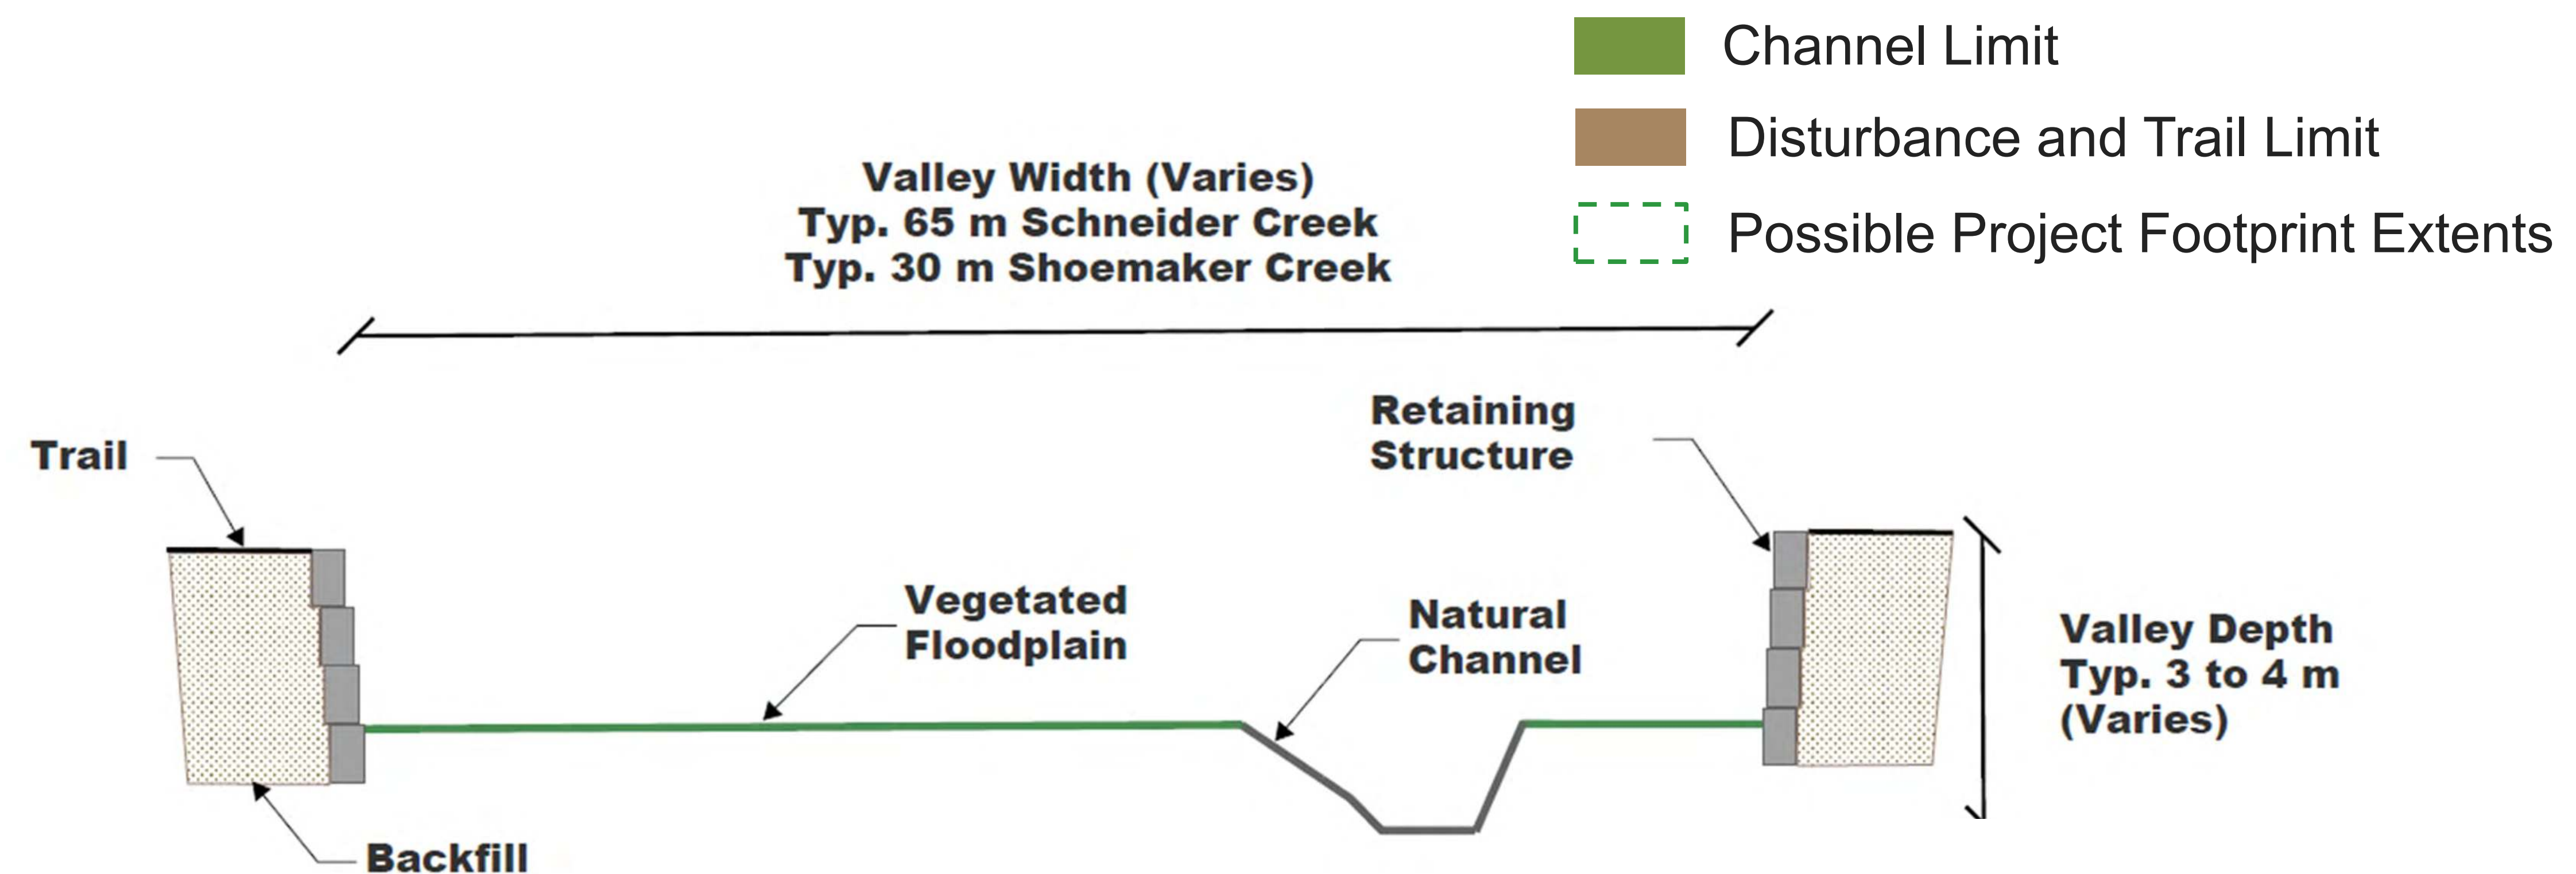 Channel Limit
Disturbance and Trail Limit
Possible Project Footprint Extents
Valley Width (Varies)
Typ. 65 m Schneider Creek
Typ. 30 m Shoemaker Creek
Retaining
Structure
Trail
Vegetated
Floodplain
Natural
Channel
Valley Depth
Typ. 3 to 4 m
(Varies)
Backfill